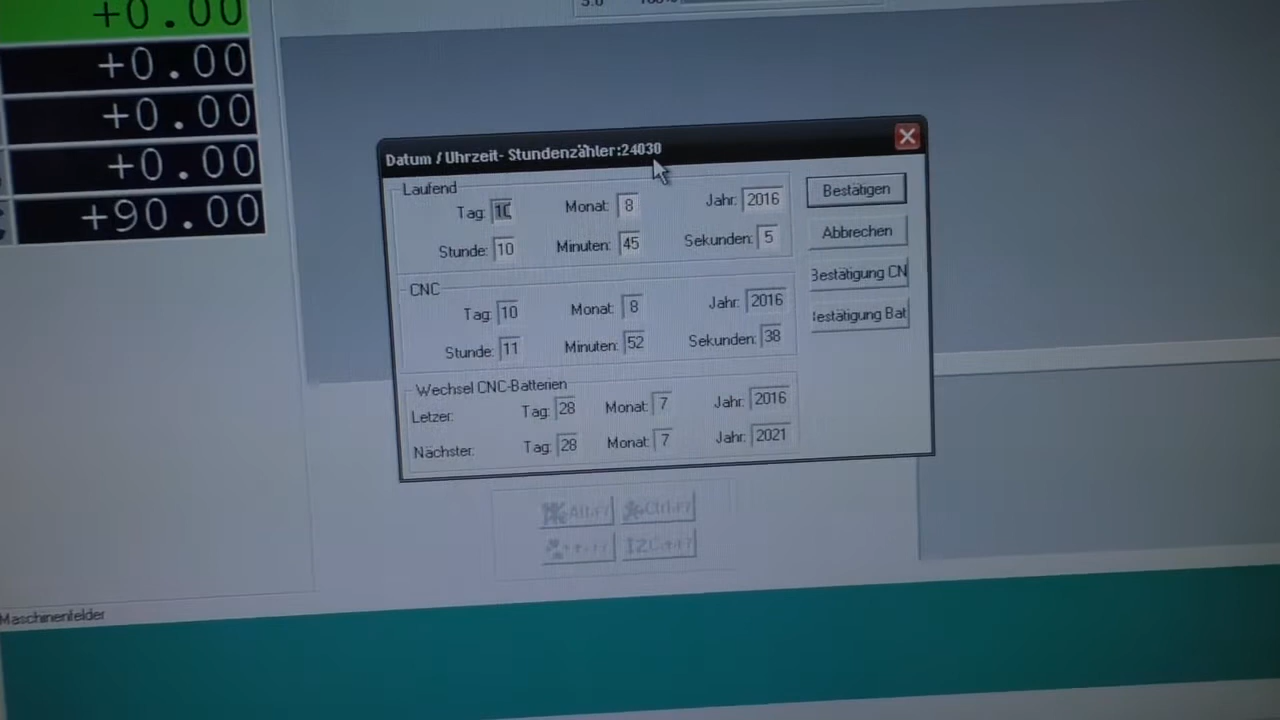 +0.00
+0.00
+0.00
+0.00
+90.00
Datum / Uhrzeit- Stundenzähler:24030
Laufend
Tag: 10 Monat: 8 Jahr: 2016
Stunde: 10 Minuten: 45 Sekunden: 5
CNC
Tag: 10 Monat: 8 Jahr: 2016
Stunde: 11 Minuten: 52 Sekunden: 38
Wechsel CNC-Batterien
Letzer: Tag: 28 Monat: 7 Jahr: 2016
Nächster: Tag: 28 Monat: 7 Jahr: 2021
Bestätigen
Abbrechen
Bestätigung CN
estätigung Bat
Maschinenfelder